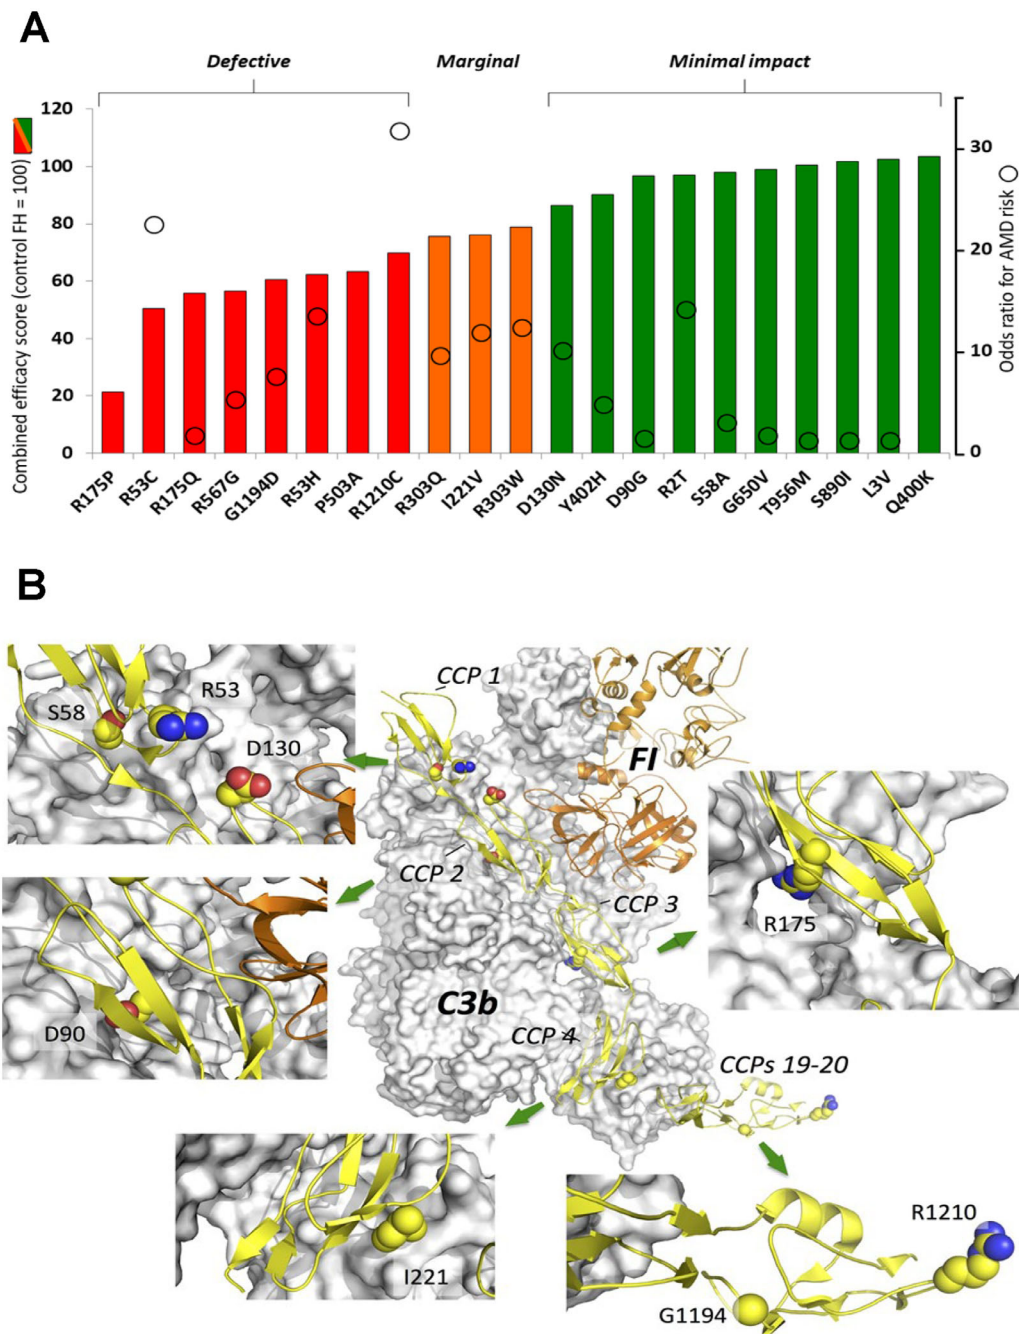 A
Defective Marginal Minimal impact
Combined efficacy score (control FH = 100)
120
100
80
60
40
20
0
30
20
10
0
Odds ratio for AMD risk
R175P R53C R175Q R567G G1194D R53H P503A R1210C R303Q I221V R303W D130N Y402H D90G R2T S58A G650V T956M S890I L3V Q400K
B
CCP 1
R53
S58
D130
FI
CCP 2
CCP 3
R175
C3b
D90
CCP 4
CCPs 19-20
R1210
I221
G1194